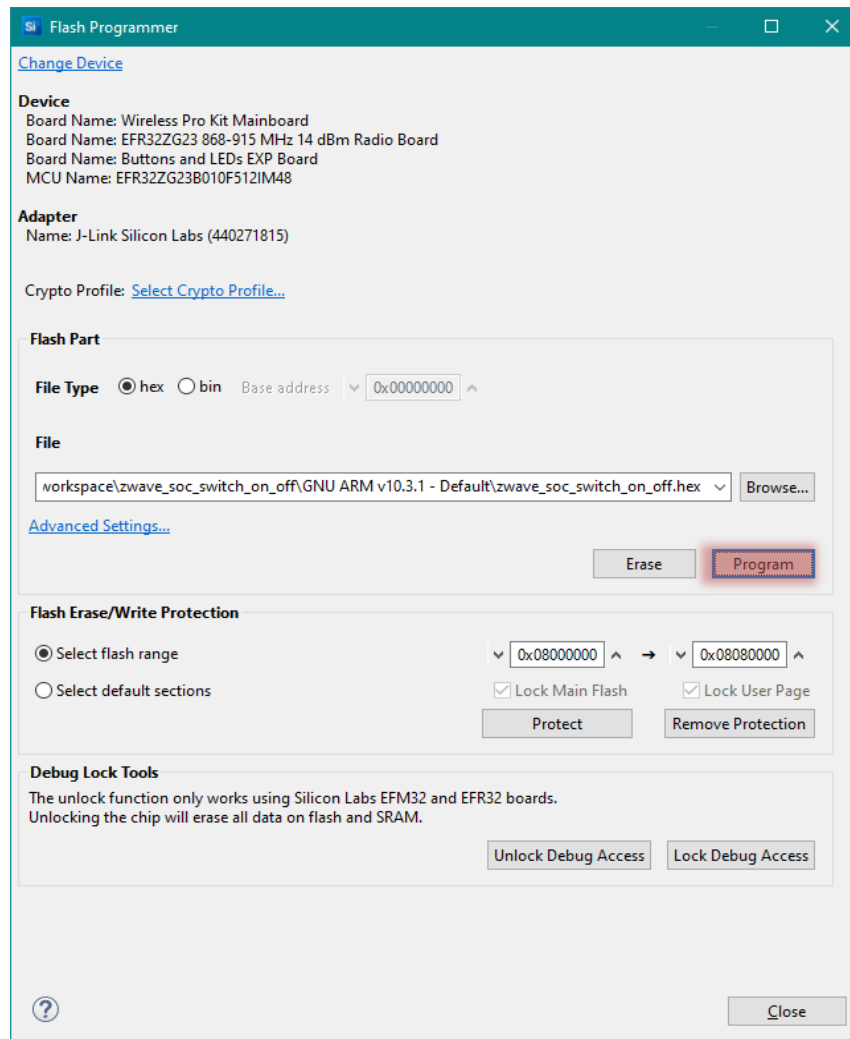 Si Flash Programmer
Change Device
Device
Board Name: Wireless Pro Kit Mainboard
Board Name: EFR32ZG23 868-915 MHz 14 dBm Radio Board
Board Name: Buttons and LEDs EXP Board
MCU Name: EFR32ZG23B010F512IM48
Adapter
Name: J-Link Silicon Labs (440271815)
Crypto Profile: Select Crypto Profile...
Flash Part
File Type hex bin Base address 0x00000000
File
workspace\zwave_soc_switch_on_off\GNU ARM v10.3.1 - Default\zwave_soc_switch_on_off.hex Browse...
Advanced Settings...
Erase Program
Flash Erase/Write Protection
Select flash range 0x08000000 → 0x08080000
Select default sections Lock Main Flash Lock User Page
Protect Remove Protection
Debug Lock Tools
The unlock function only works using Silicon Labs EFM32 and EFR32 boards.
Unlocking the chip will erase all data on flash and SRAM.
Unlock Debug Access Lock Debug Access
? Close